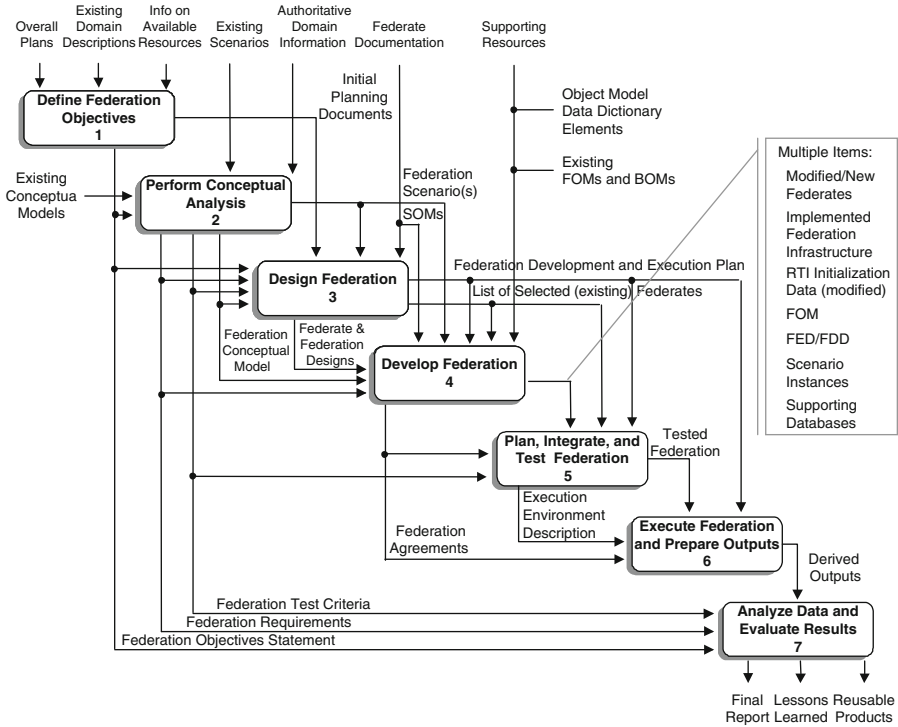 Overall
Plans
Existing
Domain
Descriptions
Info on
Available
Resources
Existing
Scenarios
Authoritative
Domain
Information
Federate
Documentation
Supporting
Resources
Initial
Planning
Documents
Object Model
Data Dictionary
Elements
Existing
FOMs and BOMs
Define Federation
Objectives
1
Existing
Conceptua
Models
Perform Conceptual
Analysis
2
Federation
Scenario(s)
SOMs
Design Federation
3
Federation Development and Execution Plan
List of Selected (existing) Federates
Federation
Conceptual
Model
Federate &
Federation
Designs
Develop Federation
4
Multiple Items:
Modified/New
Federates
Implemented
Federation
Infrastructure
RTI Initialization
Data (modified)
FOM
FED/FDD
Scenario
Instances
Supporting
Databases
Plan, Integrate, and
Test Federation
5
Tested
Federation
Execution
Environment
Description
Federation
Agreements
Execute Federation
and Prepare Outputs
6
Derived
Outputs
Federation Test Criteria
Federation Requirements
Federation Objectives Statement
Analyze Data and
Evaluate Results
7
Final
Report
Lessons
Learned
Reusable
Products